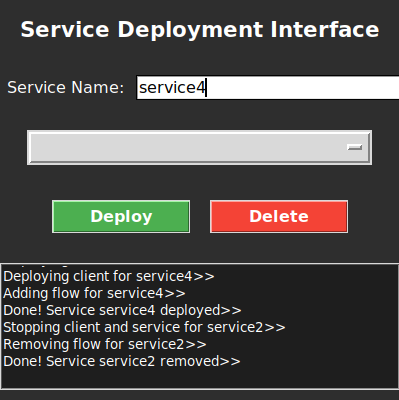 Service Deployment Interface
Service Name: service4
Deploy Delete
Deploying client for service4>>
Adding flow for service4>>
Done! Service service4 deployed>>
Stopping client and service for service2>>
Removing flow for service2>>
Done! Service service2 removed>>